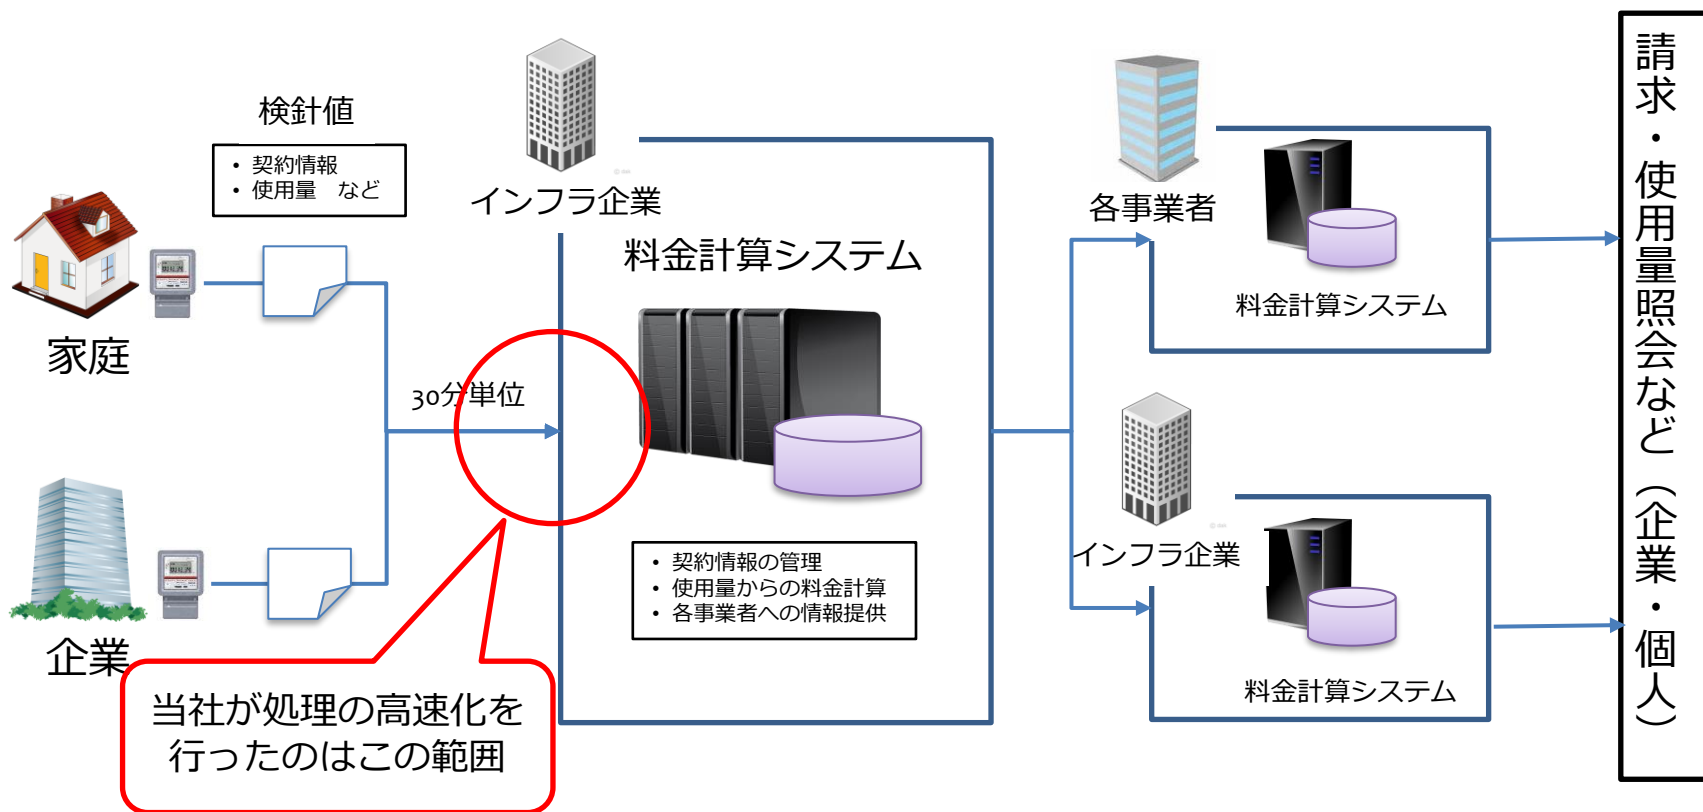 検針値
• 契約情報
• 使用量　など
家庭
企業
30分単位
インフラ企業
料金計算システム
• 契約情報の管理
• 使用量からの料金計算
• 各事業者への情報提供
当社が処理の高速化を
行ったのはこの範囲
各事業者
料金計算システム
インフラ企業
料金計算システム
請求・使用量照会など（企業・個人）